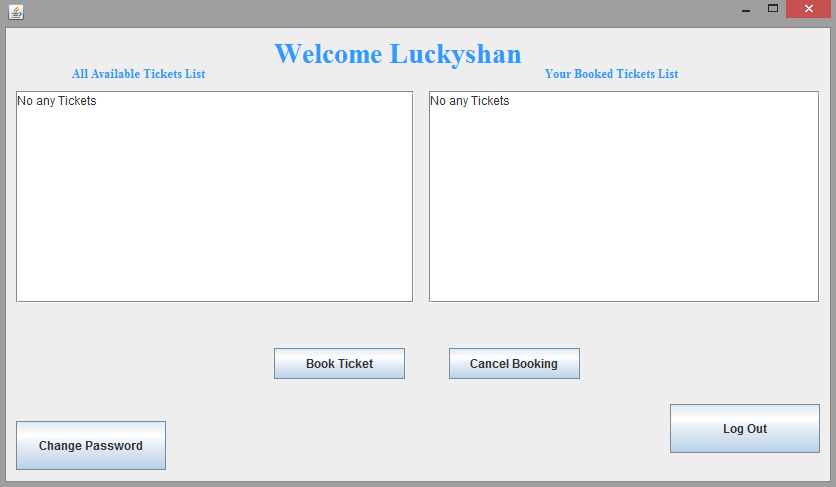 Welcome Luckyshan
All Available Tickets List
Your Booked Tickets List
No any Tickets
No any Tickets
Book Ticket
Cancel Booking
Log Out
Change Password